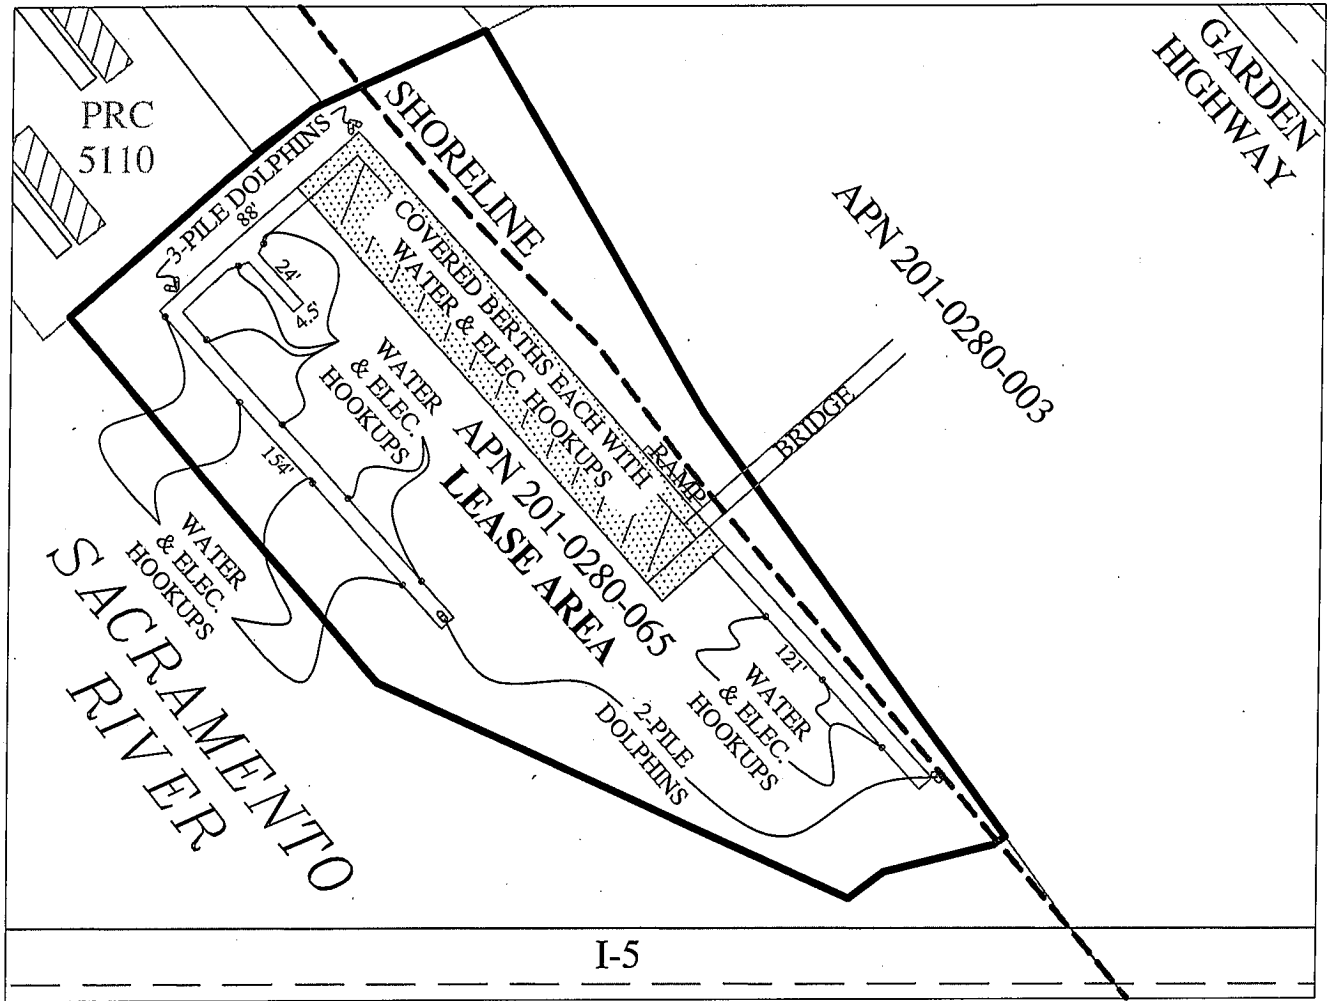 GARDEN
HIGHWAY
PRC
5110
SHORELINE
3-PILE DOLPHINS
88'
APN 201-0280-003
COVERED BERTHS EACH WITH
WATER & ELEC. HOOKUPS
24'
4.5'
WATER
& ELEC.
HOOKUPS
BRIDGE
RAMP
APN 201-0280-065
LEASE AREA
154'
WATER
& ELEC.
HOOKUPS
SACRAMENTO
RIVER
121'
WATER
& ELEC.
HOOKUPS
2-PILE
DOLPHINS
I-5